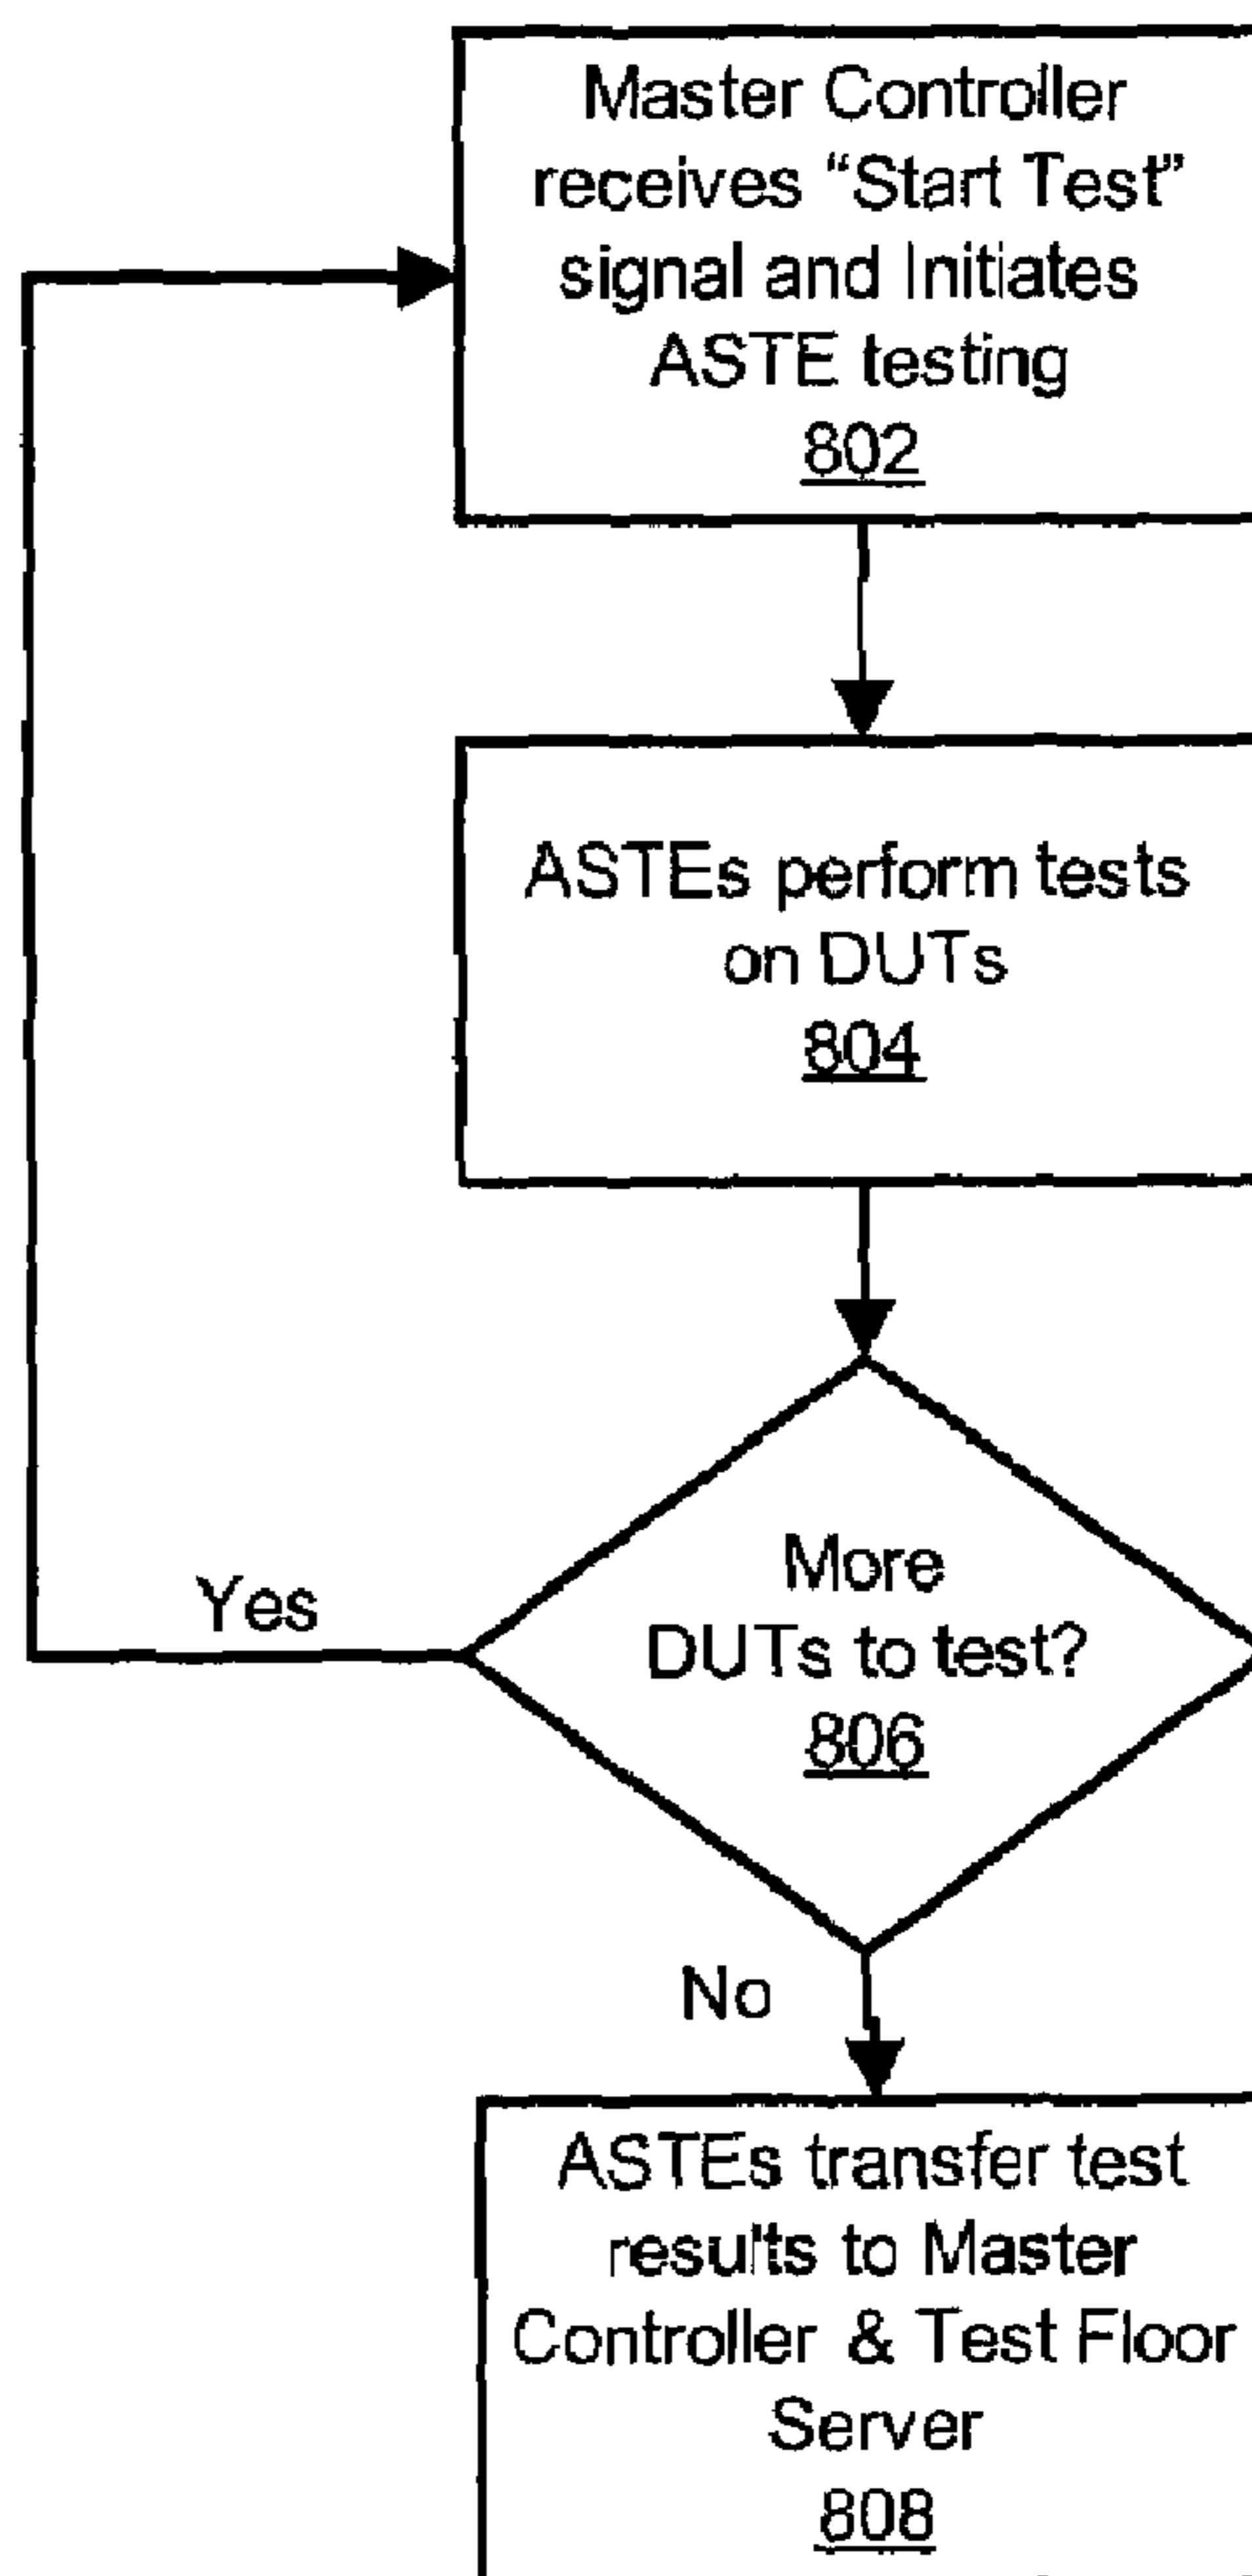 Master Controller
receives “Start Test”
signal and Initiates
ASTE testing
802
ASTEs perform tests
on DUTs
804
More
DUTs to test?
806
Yes
No
ASTEs transfer test
results to Master
Controller & Test Floor
Server
808